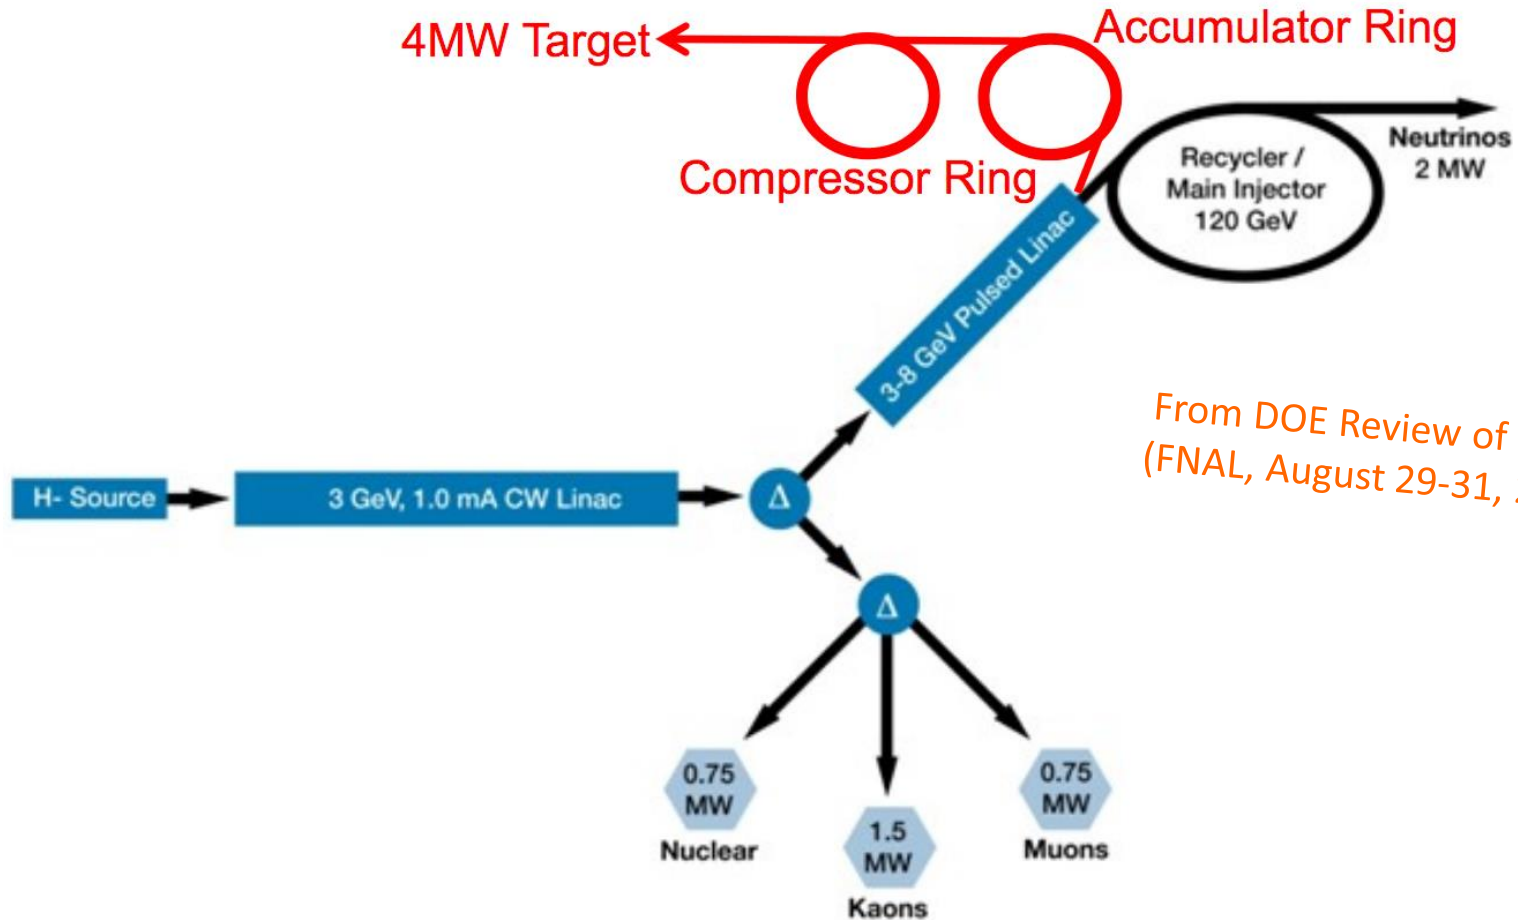 4MW Target
Accumulator Ring
Compressor Ring
Recycler /
Main Injector
120 GeV
Neutrinos
2 MW
3-8 GeV Pulsed Linac
From DOE Review of
(FNAL, August 29-31,
H- Source
3 GeV, 1.0 mA CW Linac
Δ
Δ
0.75
MW
Nuclear
1.5
MW
Kaons
0.75
MW
Muons